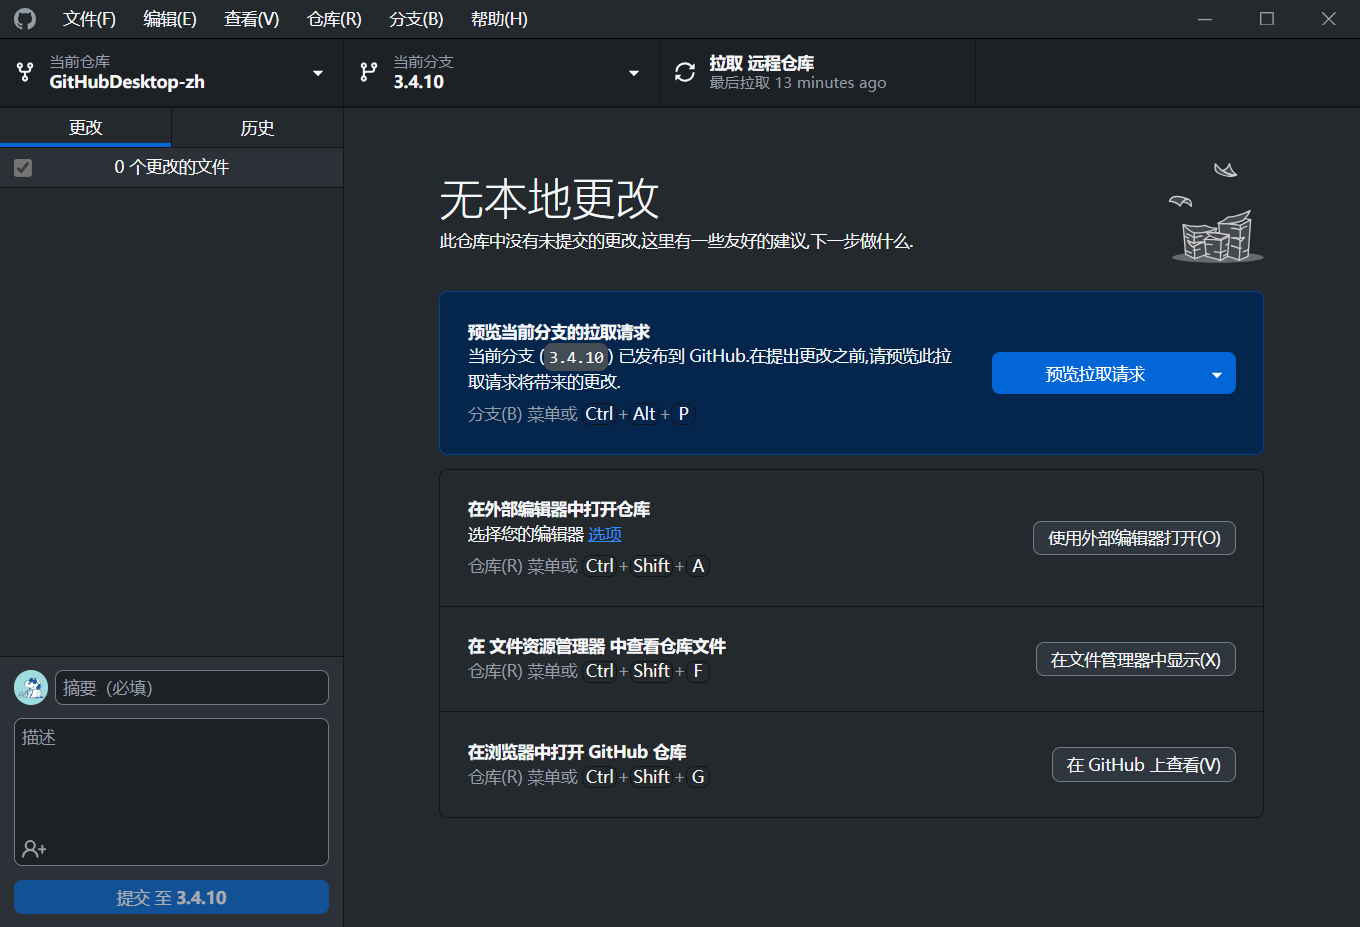 文件(F) 编辑(E) 查看(V) 仓库(R) 分支(B) 帮助(H)
当前仓库
GitHubDesktop-zh
当前分支
3.4.10
拉取 远程仓库
最后拉取 13 minutes ago
更改
历史
0 个更改的文件
无本地更改
此仓库中没有未提交的更改,这里有一些友好的建议,下一步做什么.
预览当前分支的拉取请求
当前分支 (3.4.10) 已发布到 GitHub.在提出更改之前,请预览此拉
取请求将带来的更改.
分支(B) 菜单或 Ctrl + Alt + P
预览拉取请求
在外部编辑器中打开仓库
选择您的编辑器 选项
仓库(R) 菜单或 Ctrl + Shift + A
使用外部编辑器打开(O)
在 文件资源管理器 中查看仓库文件
仓库(R) 菜单或 Ctrl + Shift + F
在文件管理器中显示(X)
在浏览器中打开 GitHub 仓库
仓库(R) 菜单或 Ctrl + Shift + G
在 GitHub 上查看(V)
摘要 (必填)
描述
提交 至 3.4.10